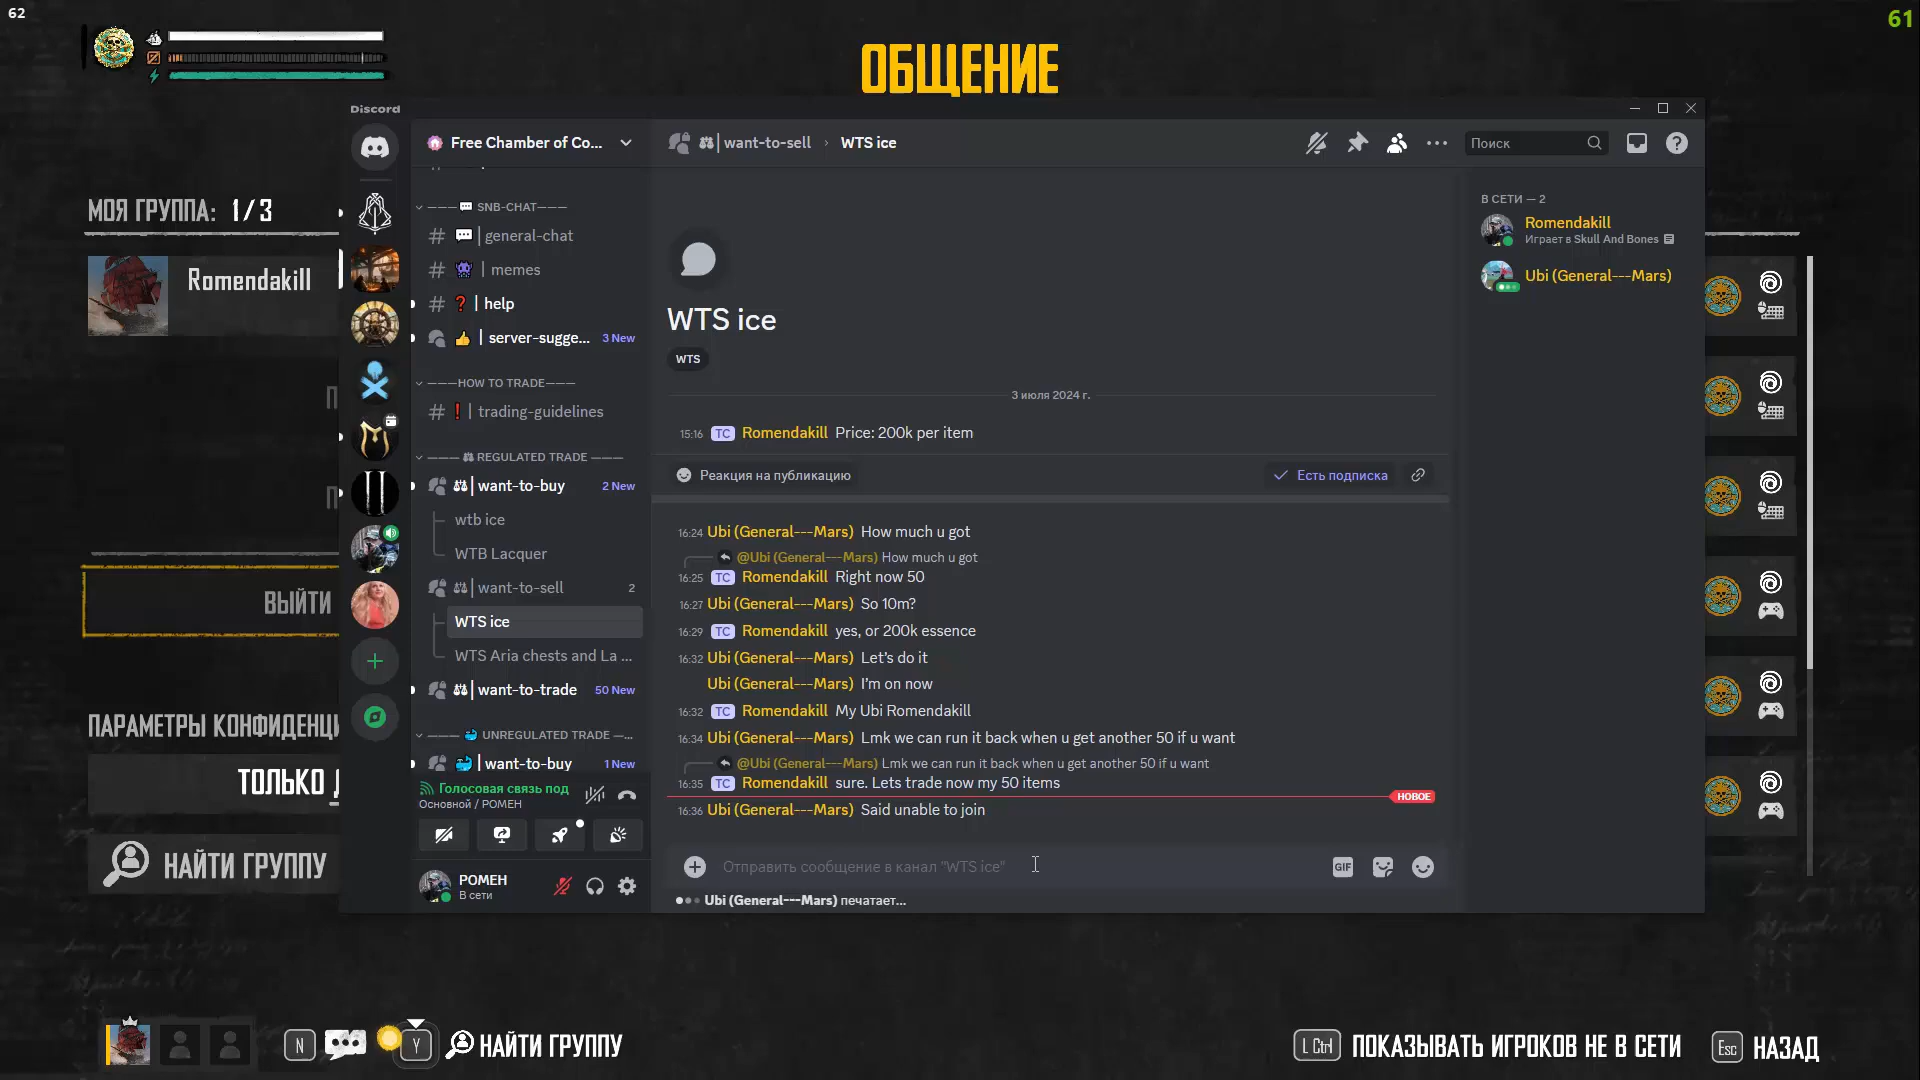 62
61
ОБЩЕНИЕ
МОЯ ГРУППА: 1/3
Romendakill
ВЫЙТИ
ПАРАМЕТРЫ КОНФИДЕНЦИ
ТОЛЬКО Д
НАЙТИ ГРУППУ
Discord
Free Chamber of Co...
SNB-CHAT
general-chat
memes
help
server-sugge... 3 New
HOW TO TRADE
trading-guidelines
REGULATED TRADE
want-to-buy 2 New
wtb ice
WTB Lacquer
want-to-sell 2
WTS ice
WTS Aria chests and La ...
want-to-trade 50 New
UNREGULATED TRADE —...
want-to-buy 1 New
Голосовая связь под
Основной / РОМЕН
РОМЕН
В сети
want-to-sell › WTS ice
Поиск
WTS ice
WTS
3 июля 2024 г.
15:16 TC Romendakill Price: 200k per item
Реакция на публикацию
Есть подписка
16:24 Ubi (General---Mars) How much u got
@Ubi (General---Mars) How much u got
16:25 TC Romendakill Right now 50
16:27 Ubi (General---Mars) So 10m?
16:29 TC Romendakill yes, or 200k essence
16:32 Ubi (General---Mars) Let's do it
Ubi (General---Mars) I'm on now
16:32 TC Romendakill My Ubi Romendakill
16:34 Ubi (General---Mars) Lmk we can run it back when u get another 50 if u want
@Ubi (General---Mars) Lmk we can run it back when u get another 50 if u want
16:35 TC Romendakill sure. Lets trade now my 50 items
НОВОЕ
16:36 Ubi (General---Mars) Said unable to join
Отправить сообщение в канал "WTS ice"
GIF
Ubi (General---Mars) печатает...
В СЕТИ — 2
Romendakill
Играет в Skull And Bones
Ubi (General---Mars)
N
Y
НАЙТИ ГРУППУ
L Ctrl ПОКАЗЫВАТЬ ИГРОКОВ НЕ В СЕТИ
Esc НАЗАД